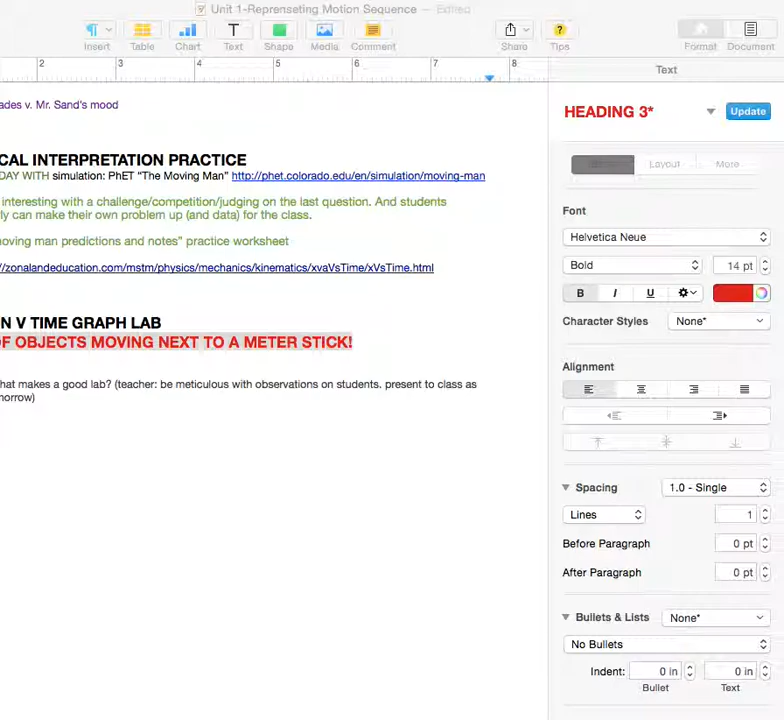 Unit 1-Reprenseting Motion Sequence — Edited
Insert Table Chart Text Shape Media Comment Share Tips Format Document
2 3 4 5 6 7 8
Text
ades v. Mr. Sand's mood
HEADING 3* Update
CAL INTERPRETATION PRACTICE
DAY WITH simulation: PhET “The Moving Man” http://phet.colorado.edu/en/simulation/moving-man
Layout More
interesting with a challenge/competition/judging on the last question. And students
ly can make their own problem up (and data) for the class.
Font
Helvetica Neue
noving man predictions and notes” practice worksheet
Bold 14 pt
//zonalandeducation.com/mstm/physics/mechanics/kinematics/xvaVsTime/xVsTime.html
B I U
Character Styles None*
N V TIME GRAPH LAB
OF OBJECTS MOVING NEXT TO A METER STICK!
Alignment
hat makes a good lab? (teacher: be meticulous with observations on students. present to class as
norrow)
Spacing 1.0 - Single
Lines 1
Before Paragraph 0 pt
After Paragraph 0 pt
Bullets & Lists None*
No Bullets
Indent: 0 in 0 in
Bullet Text